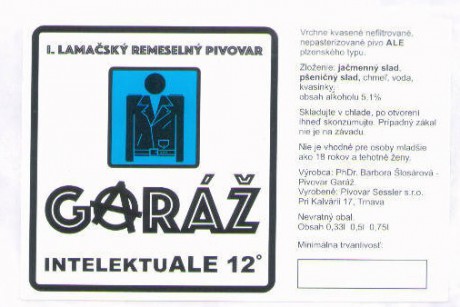 I. LAMAČSKÝ REMESELNÝ PIVOVAR
GARÁŽ
INTELEKTUALE 12°
Vrchne kvasené nefiltrované,
nepasterizované pivo ALE
plzenského typu.
Zloženie: jačmenný slad,
pšeničný slad, chmeľ, voda,
kvasinky,
obsah alkoholu 5,1%
Skladujte v chlade, po otvorení
ihneď skonzumujte. Prípadný zákal
nie je na závadu.
Nie je vhodné pre osoby mladšie
ako 18 rokov a tehotné ženy.
Výrobca: PhDr. Barbora Šlosárová -
Pivovar Garáž.
Vyrobené: Pivovar Sessler s.r.o.
Pri Kalvárii 17, Trnava
Nevratný obal.
Obsah 0,33l 0,5l 0,75l
Minimálna trvanlivosť: